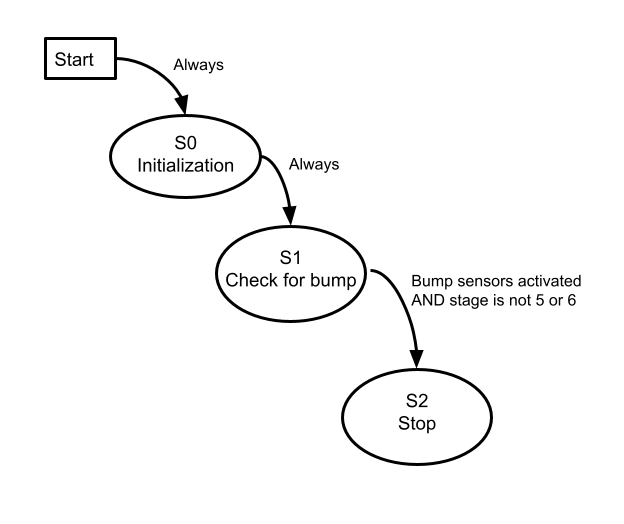 Start
Always
S0
Initialization
Always
S1
Check for bump
Bump sensors activated
AND stage is not 5 or 6
S2
Stop